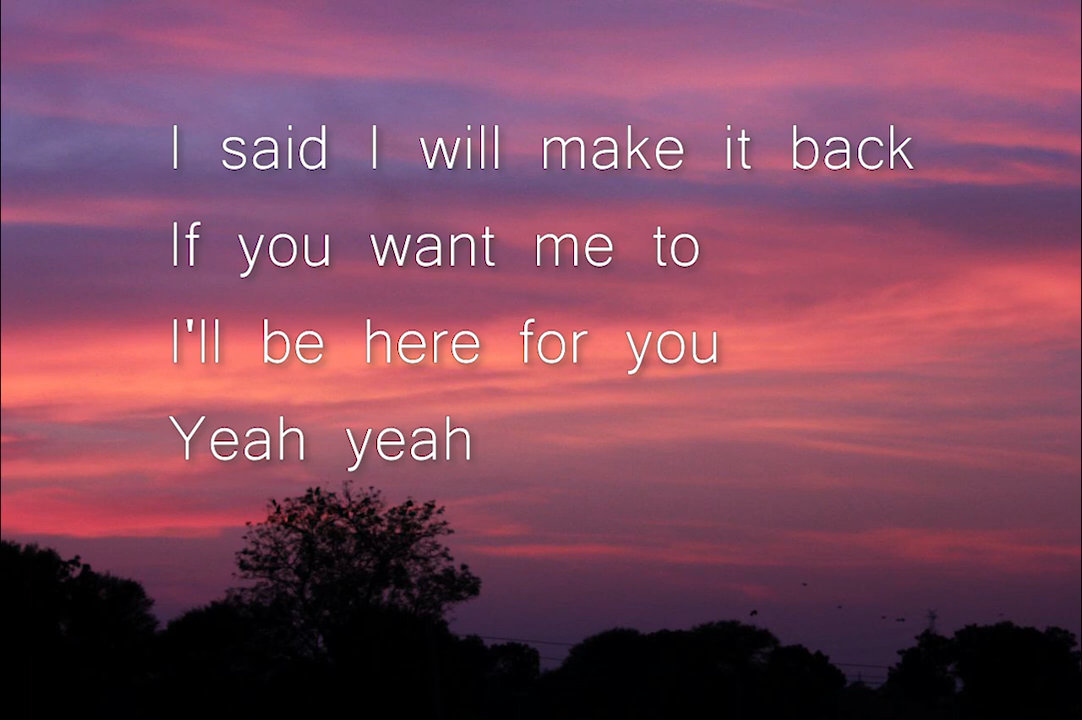 I said I will make it back
If you want me to
I'll be here for you
Yeah yeah